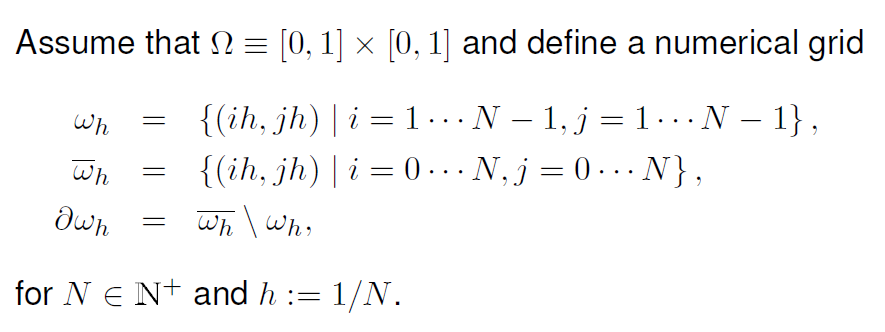 Assume that Ω ≡ [0, 1] × [0, 1] and define a numerical grid
ω_h = {(ih, jh) | i = 1 ⋯ N − 1, j = 1 ⋯ N − 1} ,
ω̅_h = {(ih, jh) | i = 0 ⋯ N, j = 0 ⋯ N} ,
∂ω_h = ω̅_h̅ \ ω_h,
for N ∈ ℕ⁺ and h := 1/N.